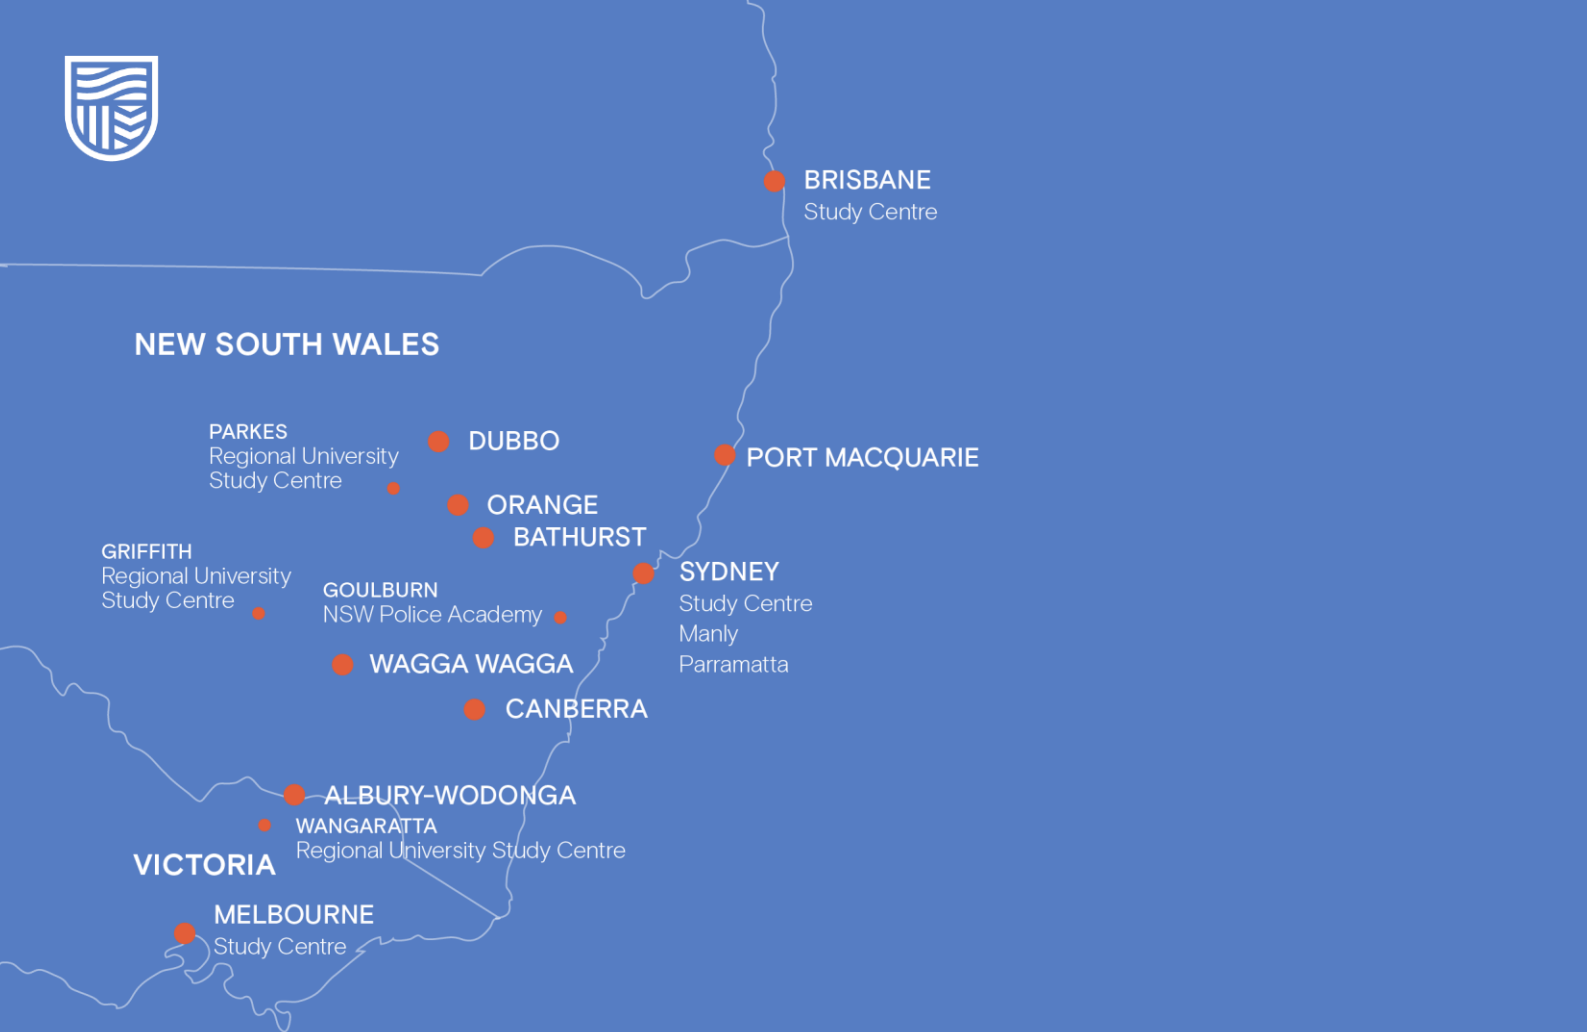 BRISBANE
Study Centre
NEW SOUTH WALES
PARKES
Regional University
Study Centre
DUBBO
PORT MACQUARIE
ORANGE
BATHURST
GRIFFITH
Regional University
Study Centre
GOULBURN
NSW Police Academy
SYDNEY
Study Centre
Manly
Parramatta
WAGGA WAGGA
CANBERRA
ALBURY-WODONGA
WANGARATTA
Regional University Study Centre
VICTORIA
MELBOURNE
Study Centre